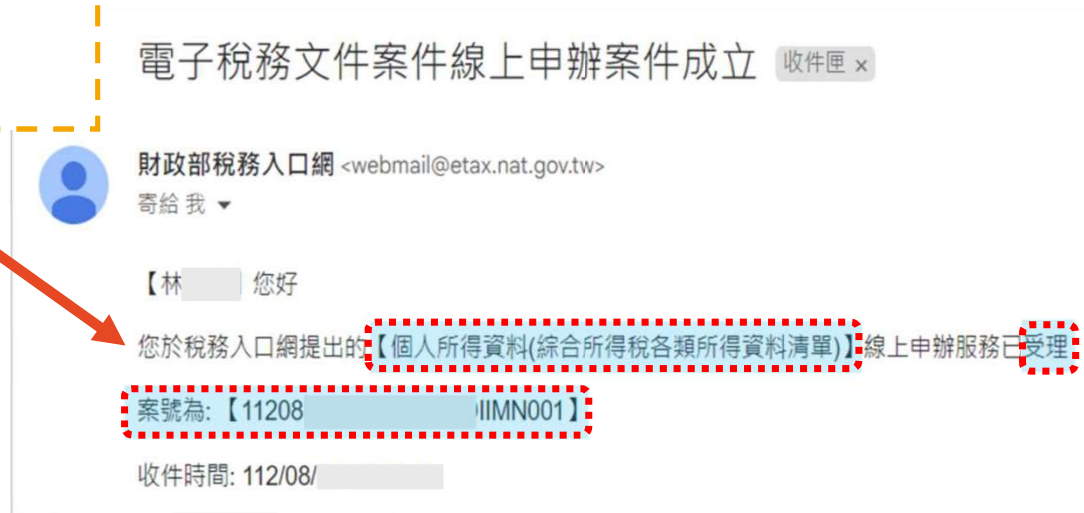 電子稅務文件案件線上申辦案件成立 收件匣 ×
財政部稅務入口網 <webmail@etax.nat.gov.tw>
寄給 我
【林 您好
您於稅務入口網提出的【個人所得資料(綜合所得稅各類所得資料清單)】線上申辦服務已受理
案號為: 【11208 IIMN001】
收件時間: 112/08/